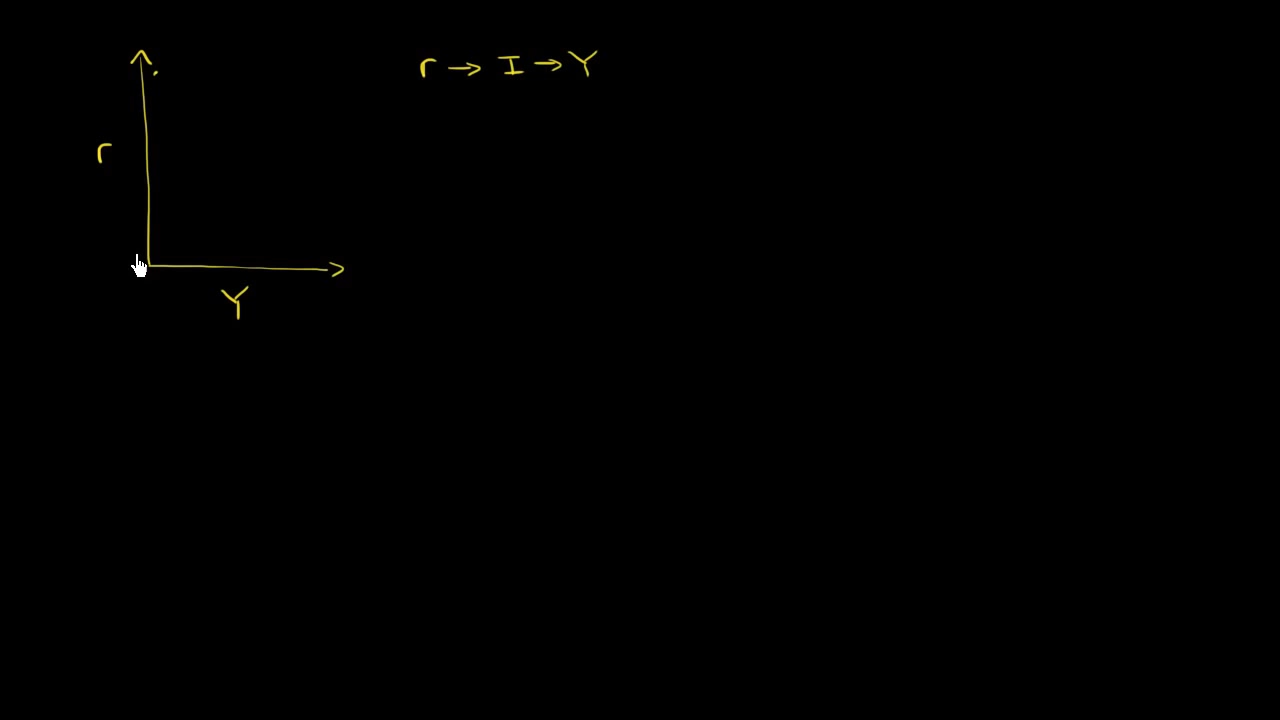 r → I → Y
r
Y